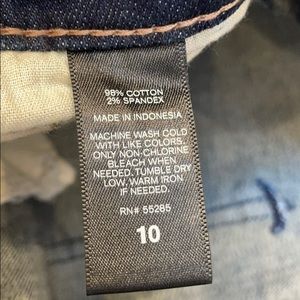 98% COTTON
2% SPANDEX
MADE IN INDONESIA
MACHINE WASH COLD
WITH LIKE COLORS.
ONLY NON-CHLORINE
BLEACH WHEN
NEEDED. TUMBLE DRY
LOW. WARM IRON
IF NEEDED.
RN# 55285
10